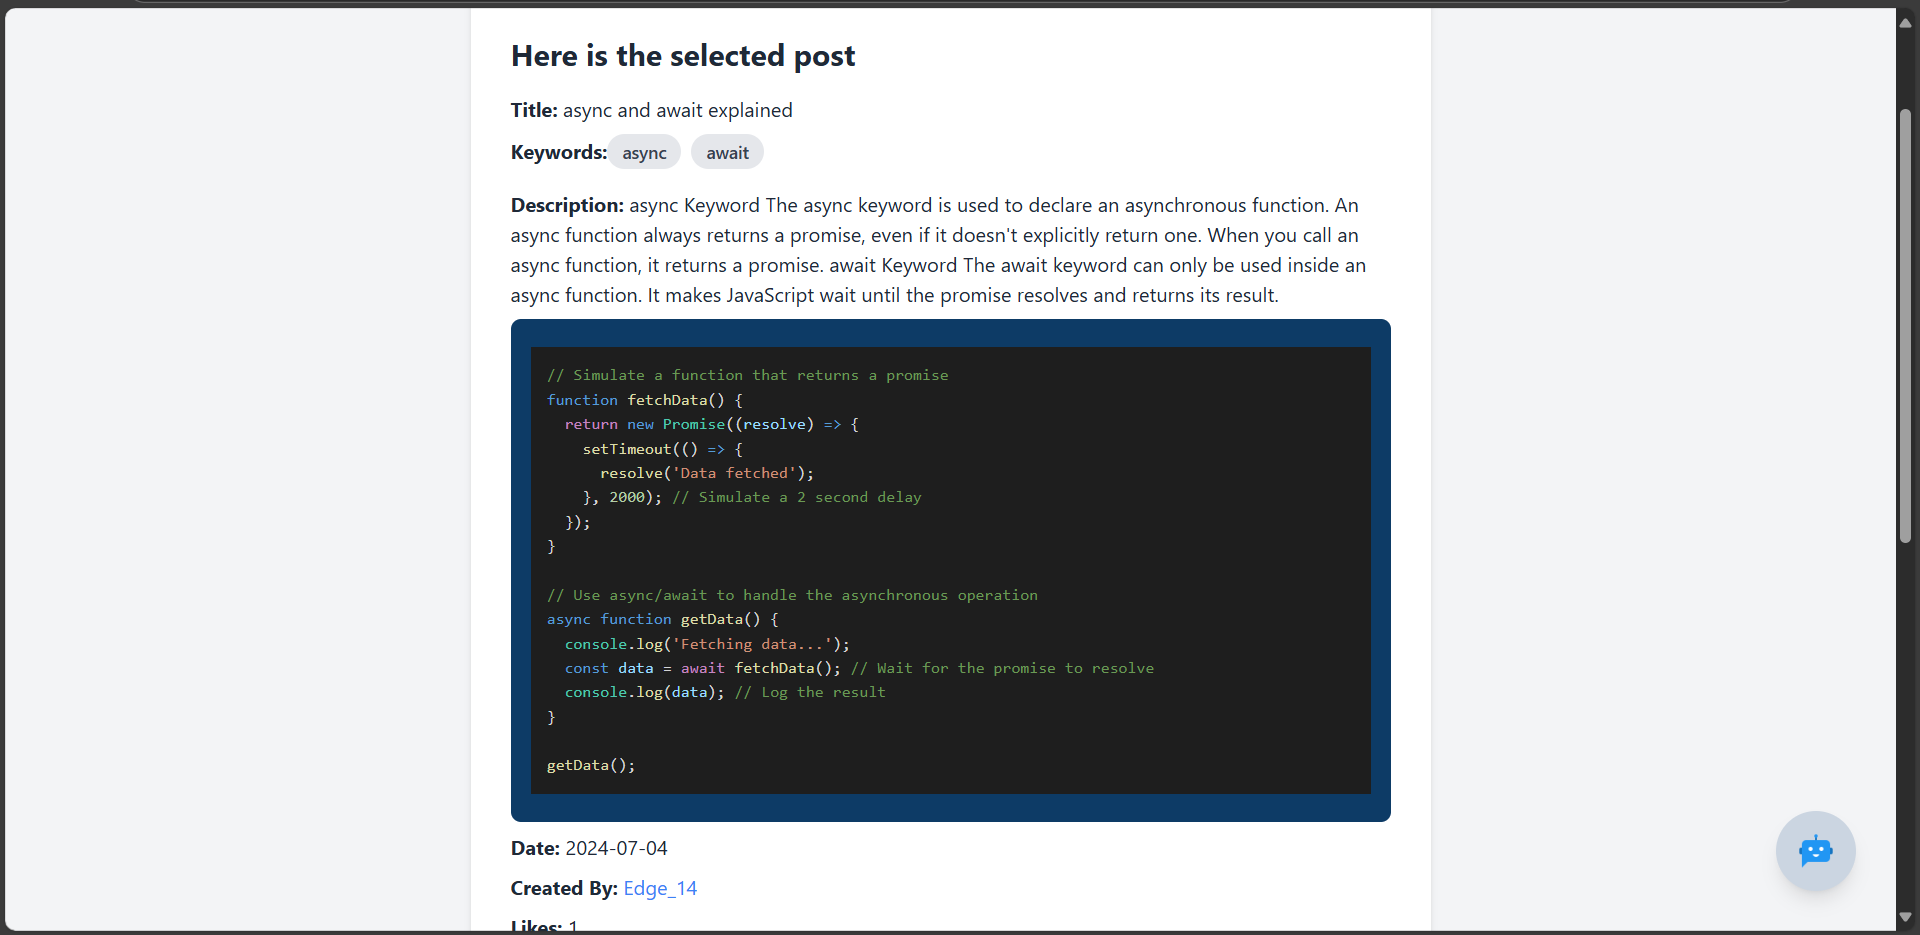 Here is the selected post
Title: async and await explained
Keywords: async await
Description: async Keyword The async keyword is used to declare an asynchronous function. An
async function always returns a promise, even if it doesn't explicitly return one. When you call an
async function, it returns a promise. await Keyword The await keyword can only be used inside an
async function. It makes JavaScript wait until the promise resolves and returns its result.
// Simulate a function that returns a promise
function fetchData() {
  return new Promise((resolve) => {
    setTimeout(() => {
      resolve('Data fetched');
    }, 2000); // Simulate a 2 second delay
  });
}
// Use async/await to handle the asynchronous operation
async function getData() {
  console.log('Fetching data...');
  const data = await fetchData(); // Wait for the promise to resolve
  console.log(data); // Log the result
}
getData();
Date: 2024-07-04
Created By: Edge_14
Likes: 1